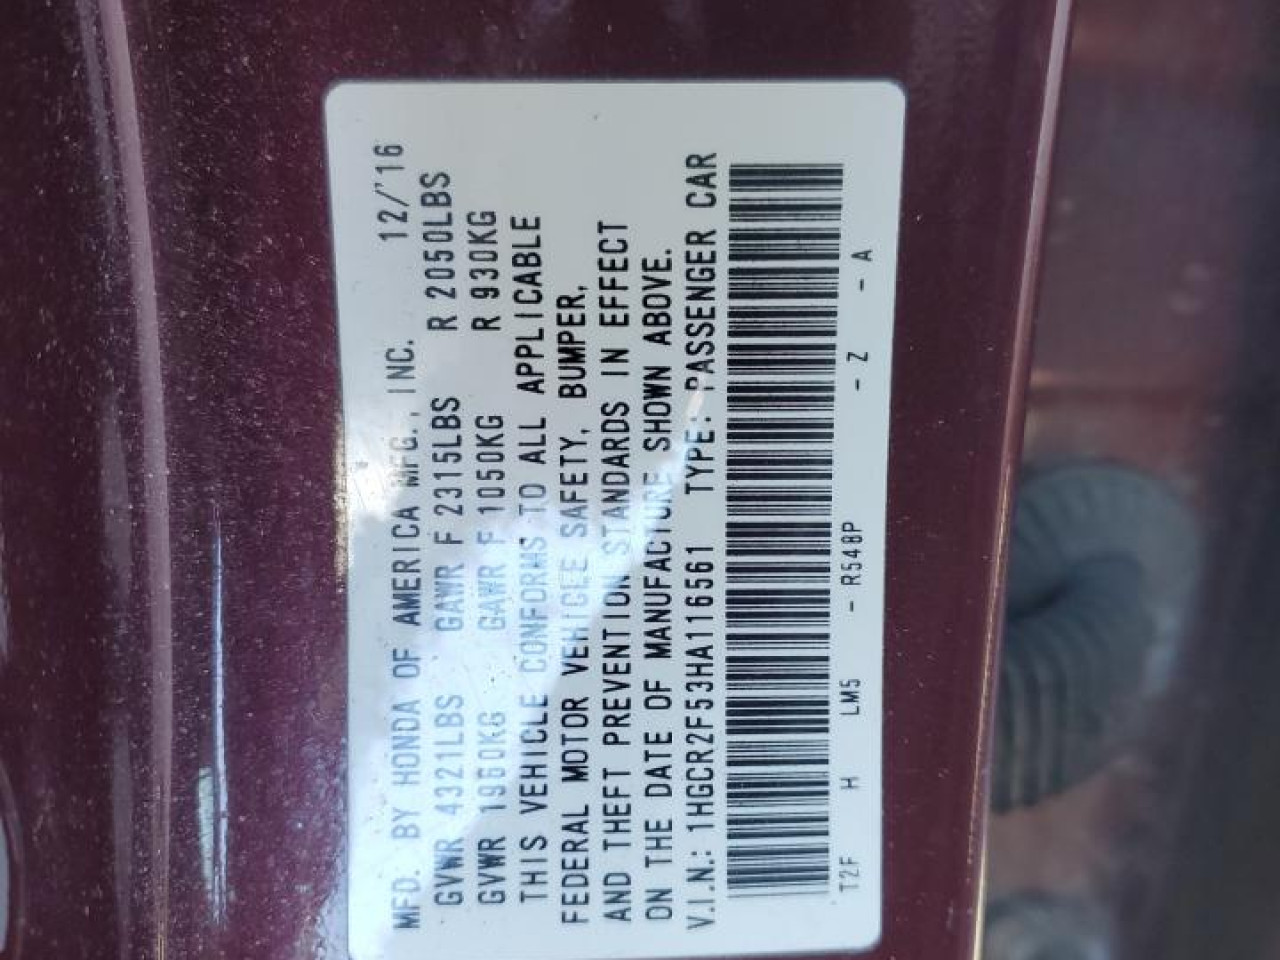 MFD. BY HONDA OF AMERICA MFG., INC. 12/'16
GVWR 4321LBS GAWR F 2315LBS R 2050LBS
GVWR 1960KG GAWR F 1050KG R 930KG
THIS VEHICLE CONFORMS TO ALL APPLICABLE
FEDERAL MOTOR VEHICLE SAFETY, BUMPER,
AND THEFT PREVENTION STANDARDS IN EFFECT
ON THE DATE OF MANUFACTURE SHOWN ABOVE.
V.I.N.: 1HGCR2F53HA116561 TYPE: PASSENGER CAR
T2F H LM5 - R548P - Z - A